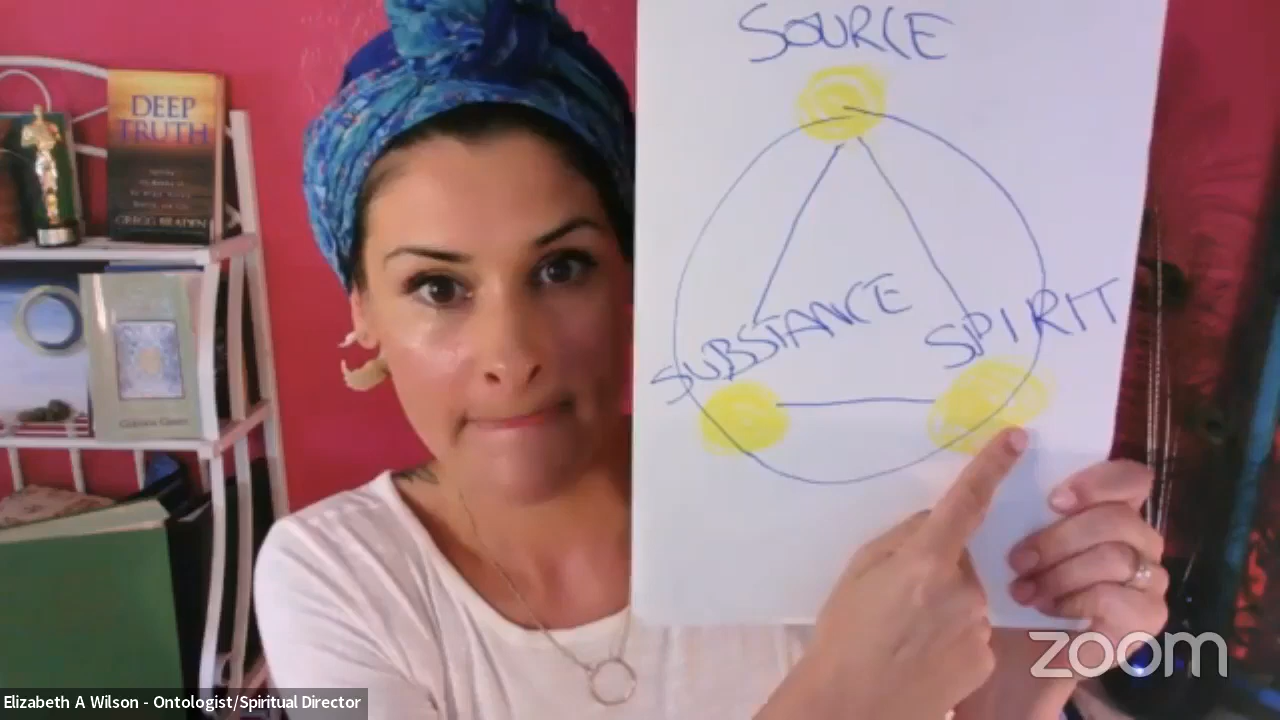 SOURCE
SUBSTANCE
SPIRIT
DEEP
TRUTH
GREGG BRADEN
zoom
Elizabeth A Wilson - Ontologist/Spiritual Director